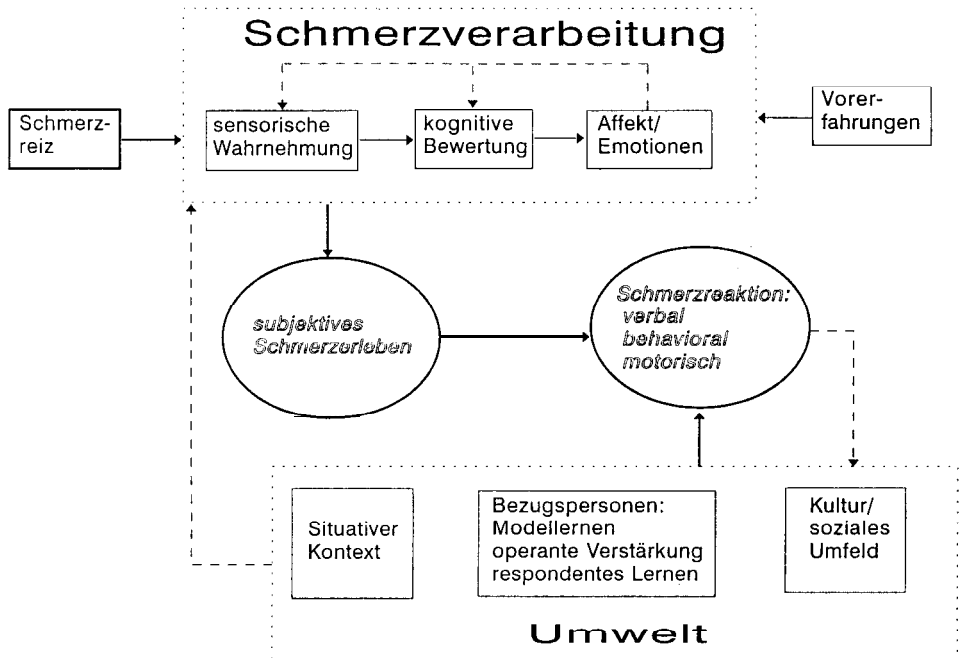 Schmerzverarbeitung
Schmerz-
reiz
sensorische
Wahrnehmung
kognitive
Bewertung
Affekt/
Emotionen
Vorer-
fahrungen
subjektives
Schmerzerleben
Schmerzreaktion:
verbal
behavioral
motorisch
Situativer
Kontext
Bezugspersonen:
Modellernen
operante Verstärkung
respondentes Lernen
Kultur/
soziales
Umfeld
Umwelt